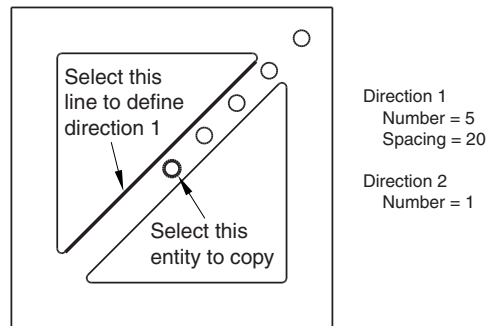 Select this
line to define
direction 1
Select this
entity to copy
Direction 1
Number = 5
Spacing = 20
Direction 2
Number = 1